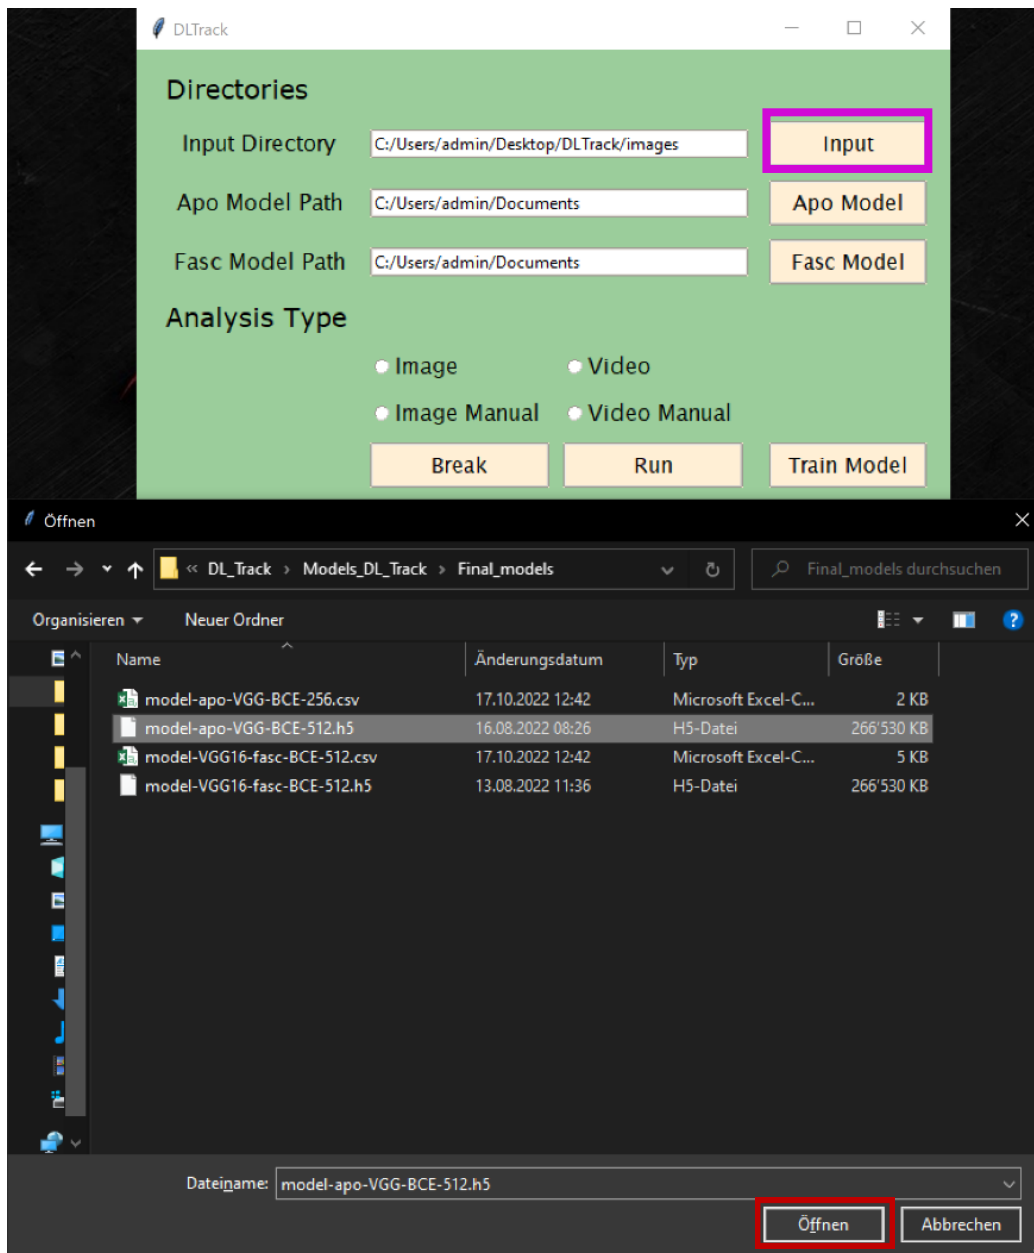 DLTrack
Directories
Input Directory C:/Users/admin/Desktop/DLTrack/images Input
Apo Model Path C:/Users/admin/Documents Apo Model
Fasc Model Path C:/Users/admin/Documents Fasc Model
Analysis Type
Image Video
Image Manual Video Manual
Break Run Train Model
Öffnen
« DL_Track › Models_DL_Track › Final_models Final_models durchsuchen
Organisieren Neuer Ordner
Name Änderungsdatum Typ Größe
model-apo-VGG-BCE-256.csv 17.10.2022 12:42 Microsoft Excel-C... 2 KB
model-apo-VGG-BCE-512.h5 16.08.2022 08:26 H5-Datei 266'530 KB
model-VGG16-fasc-BCE-512.csv 17.10.2022 12:42 Microsoft Excel-C... 5 KB
model-VGG16-fasc-BCE-512.h5 13.08.2022 11:36 H5-Datei 266'530 KB
Dateiname: model-apo-VGG-BCE-512.h5
Öffnen Abbrechen